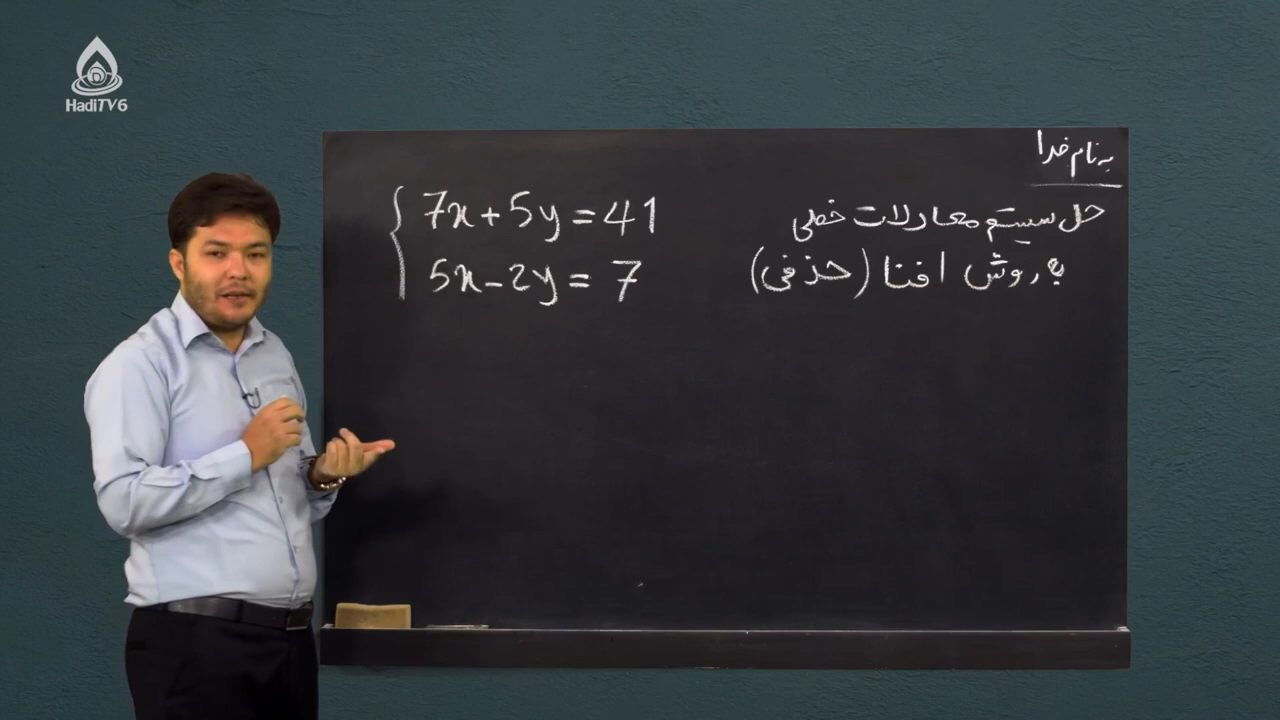 HadiTV6
به نام خدا
حل سیستم معادلات خطی
به روش افنا (حذفی)
7x+5y=41
5x-2y=7